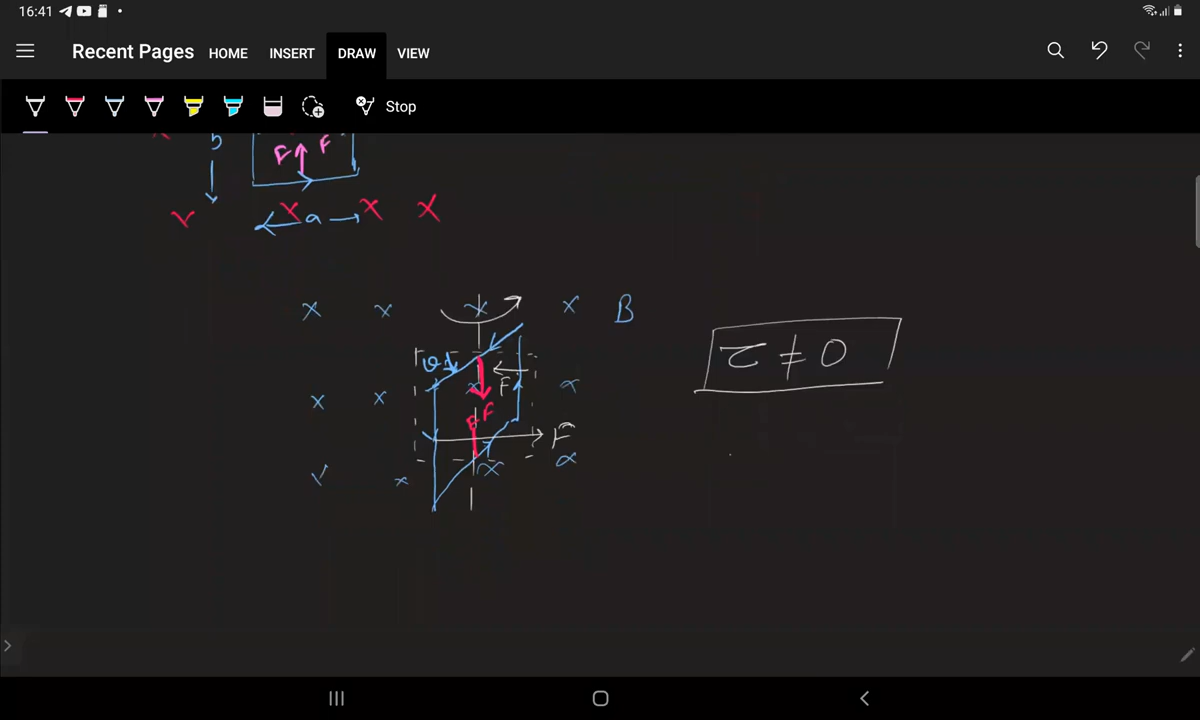 16:41
Recent Pages HOME INSERT DRAW VIEW
Stop
b
F F
x x x
a
x x x x B
θ
F
x x x α
F
F
F
x x α
τ ≠ 0